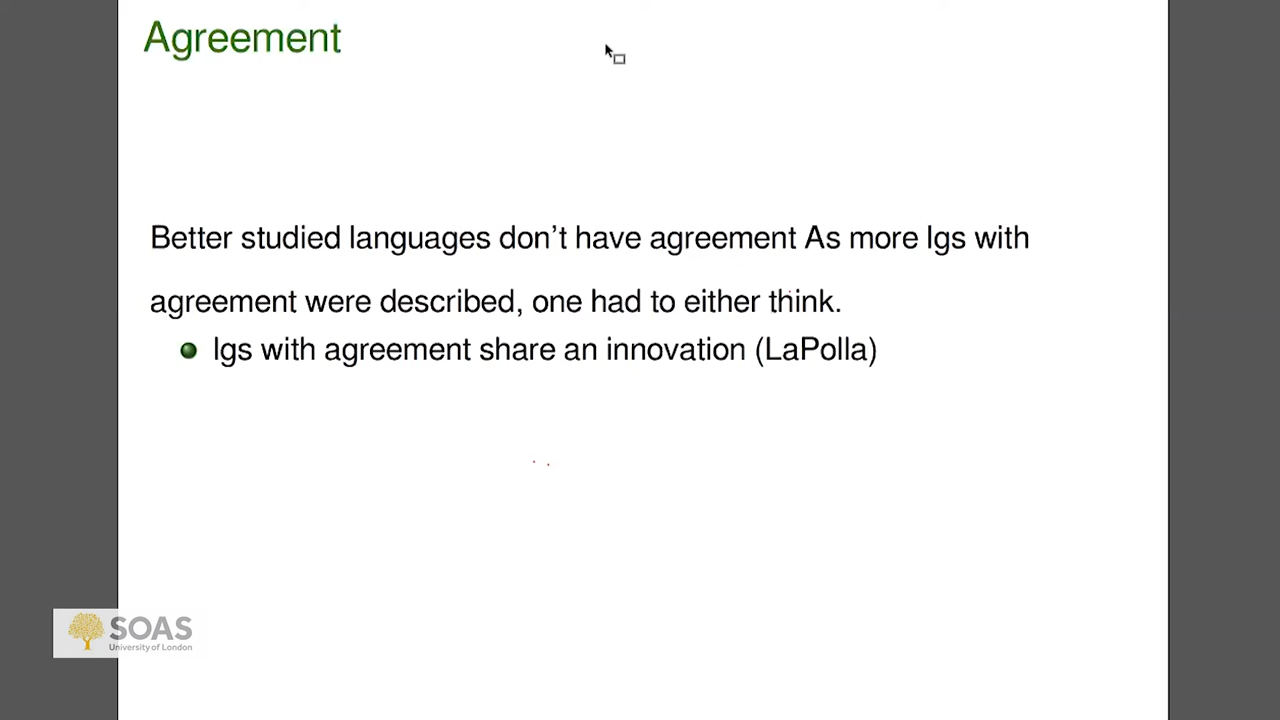 Agreement
Better studied languages don't have agreement As more lgs with
agreement were described, one had to either think.
lgs with agreement share an innovation (LaPolla)
SOAS
University of London